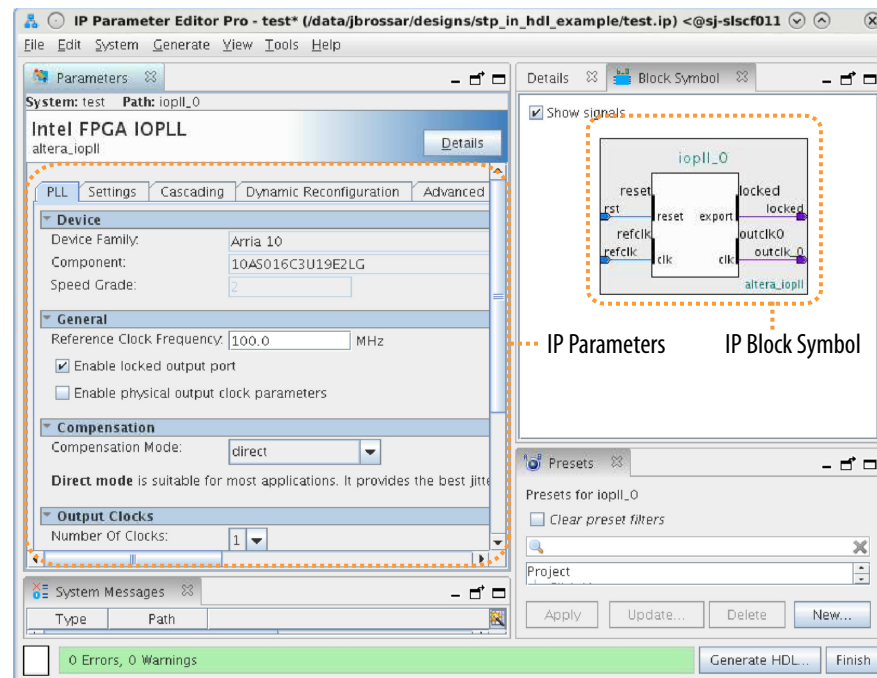 IP Parameter Editor Pro - test* (/data/jbrossar/designs/stp_in_hdl_example/test.ip) <@sj-slscf011
File Edit System Generate View Tools Help
Parameters
System: test Path: iopll_0
Intel FPGA IOPLL
altera_iopll
Details
PLL Settings Cascading Dynamic Reconfiguration Advanced
Device
Device Family: Arria 10
Component: 10AS016C3U19E2LG
Speed Grade: 2
General
Reference Clock Frequency: 100.0 MHz
Enable locked output port
Enable physical output clock parameters
Compensation
Compensation Mode: direct
Direct mode is suitable for most applications. It provides the best jitte
Output Clocks
Number Of Clocks: 1
System Messages
Type Path
Details Block Symbol
Show signals
iopll_0
reset locked
rst locked
reset export
refclk outclk0
refclk outclk_0
clk clk
altera_iopll
IP Parameters IP Block Symbol
Presets
Presets for iopll_0
Clear preset filters
Project
Apply Update... Delete New...
0 Errors, 0 Warnings
Generate HDL... Finish